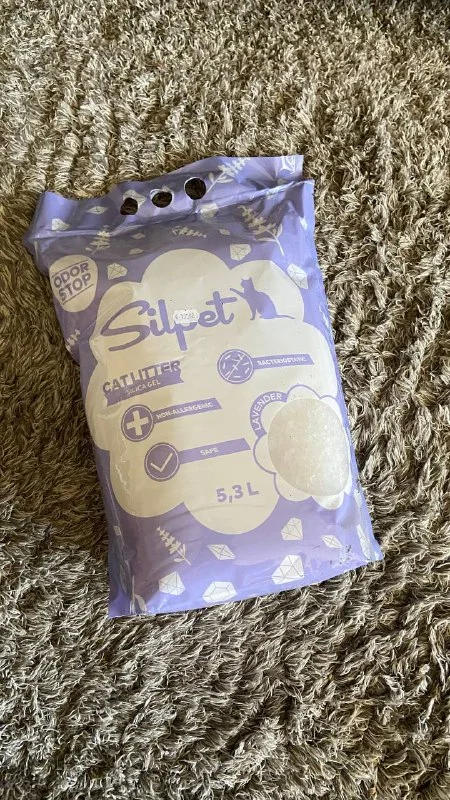 ODOR
STOP
Silpet
CAT LITTER
SILICA GEL
BACTERIOSTATIC
NON-ALLERGENIC
LAVENDER
SAFE
5,3 L